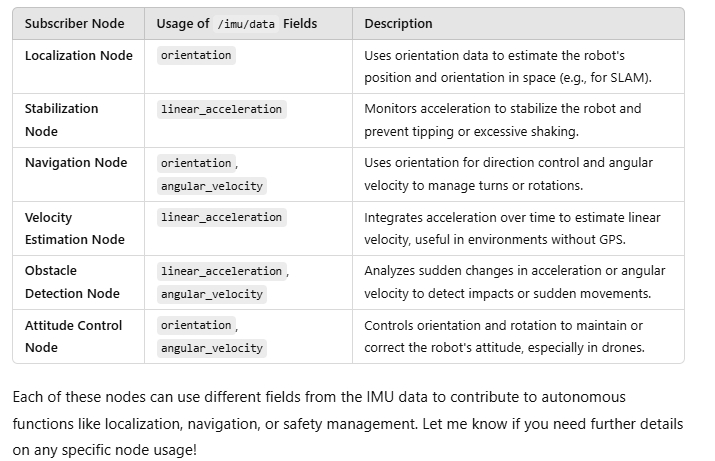 Subscriber Node Usage of /imu/data Fields Description
Localization Node orientation Uses orientation data to estimate the robot's
position and orientation in space (e.g., for SLAM).
Stabilization linear_acceleration Monitors acceleration to stabilize the robot and
Node prevent tipping or excessive shaking.
Navigation Node orientation, Uses orientation for direction control and angular
angular_velocity velocity to manage turns or rotations.
Velocity linear_acceleration Integrates acceleration over time to estimate linear
Estimation Node velocity, useful in environments without GPS.
Obstacle linear_acceleration, Analyzes sudden changes in acceleration or angular
Detection Node angular_velocity velocity to detect impacts or sudden movements.
Attitude Control orientation, Controls orientation and rotation to maintain or
Node angular_velocity correct the robot's attitude, especially in drones.
Each of these nodes can use different fields from the IMU data to contribute to autonomous
functions like localization, navigation, or safety management. Let me know if you need further details
on any specific node usage!